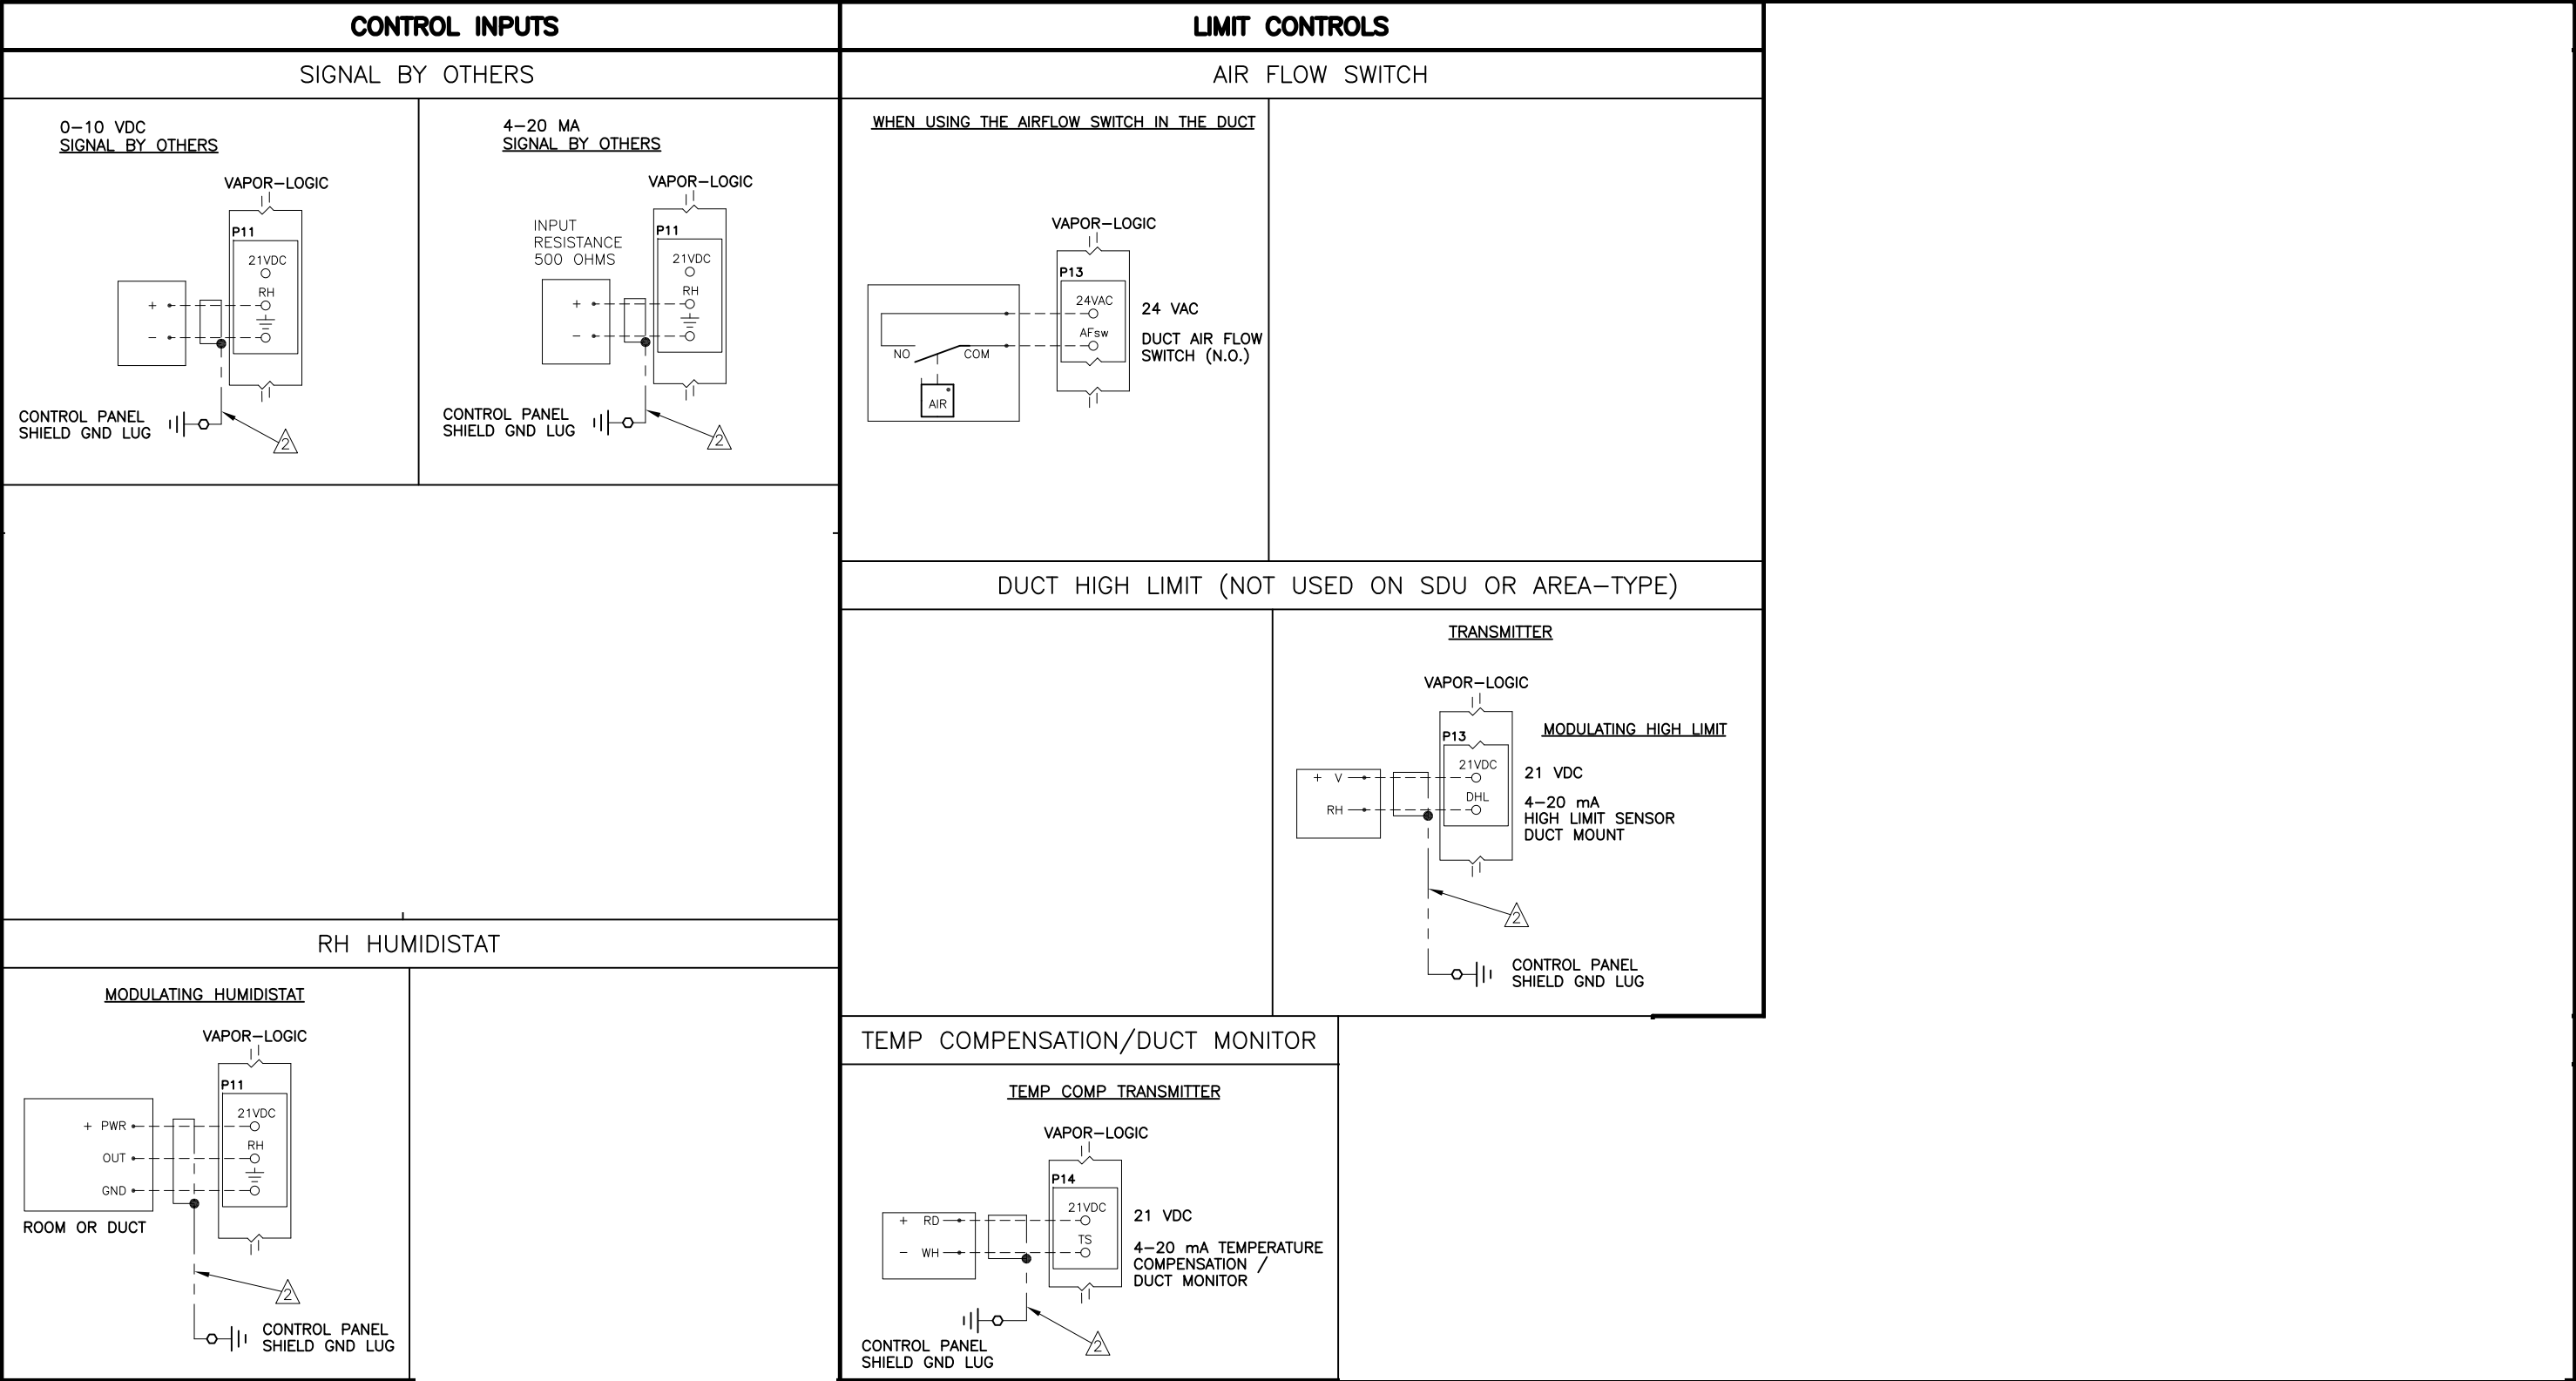 CONTROL INPUTS
SIGNAL BY OTHERS
0-10 VDC
SIGNAL BY OTHERS
VAPOR-LOGIC
P11
21VDC
RH
+
-
CONTROL PANEL
SHIELD GND LUG
2
4-20 MA
SIGNAL BY OTHERS
VAPOR-LOGIC
INPUT
RESISTANCE
500 OHMS
P11
21VDC
RH
+
-
CONTROL PANEL
SHIELD GND LUG
2
RH HUMIDISTAT
MODULATING HUMIDISTAT
VAPOR-LOGIC
P11
21VDC
+ PWR
RH
OUT
GND
ROOM OR DUCT
2
CONTROL PANEL
SHIELD GND LUG
LIMIT CONTROLS
AIR FLOW SWITCH
WHEN USING THE AIRFLOW SWITCH IN THE DUCT
VAPOR-LOGIC
P13
24VAC
24 VAC
AFsw
DUCT AIR FLOW
SWITCH (N.O.)
NO
COM
AIR
DUCT HIGH LIMIT (NOT USED ON SDU OR AREA-TYPE)
TRANSMITTER
VAPOR-LOGIC
MODULATING HIGH LIMIT
P13
21VDC
+ V
21 VDC
DHL
RH
4-20 mA
HIGH LIMIT SENSOR
DUCT MOUNT
2
CONTROL PANEL
SHIELD GND LUG
TEMP COMPENSATION/DUCT MONITOR
TEMP COMP TRANSMITTER
VAPOR-LOGIC
P14
21VDC
+ RD
21 VDC
TS
- WH
4-20 mA TEMPERATURE
COMPENSATION /
DUCT MONITOR
2
CONTROL PANEL
SHIELD GND LUG